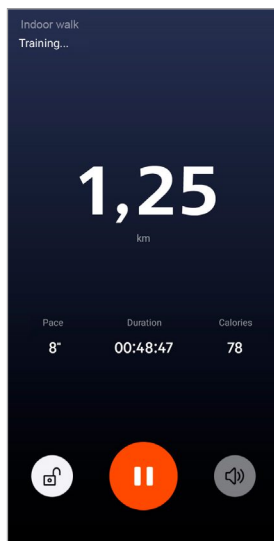 Indoor walk
Training...
1,25
km
Pace Duration Calories
8" 00:48:47 78